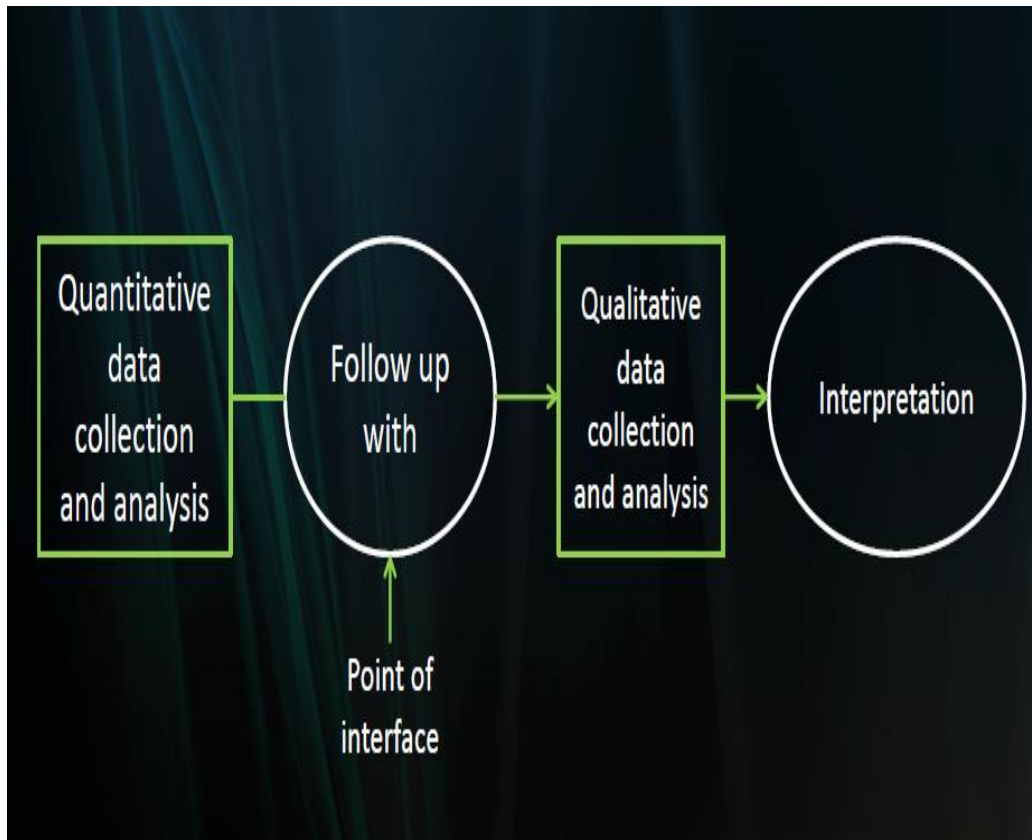 Quantitative
data
collection
and analysis
Follow up
with
Qualitative
data
collection
and analysis
Interpretation
Point of
interface